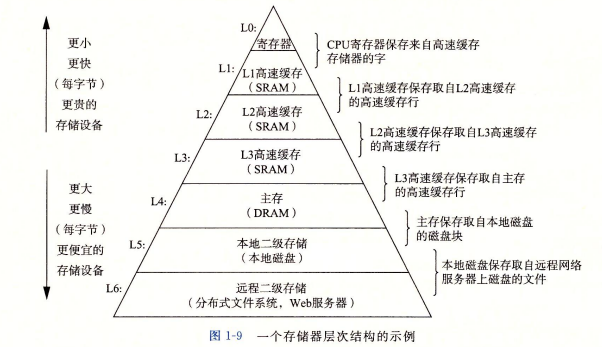 更小
更快
(每字节)
更贵的
存储设备
更大
更慢
(每字节)
更便宜的
存储设备
L0:
寄存器
L1:
L1高速缓存
(SRAM)
L2:
L2高速缓存
(SRAM)
L3:
L3高速缓存
(SRAM)
L4:
主存
(DRAM)
L5:
本地二级存储
(本地磁盘)
L6:
远程二级存储
(分布式文件系统，Web服务器)
CPU寄存器保存来自高速缓存
存储器的字
L1高速缓存保存取自L2高速缓存
的高速缓存行
L2高速缓存保存取自L3高速缓存
的高速缓存行
L3高速缓存保存取自主存
的高速缓存行
主存保存取自本地磁盘
的磁盘块
本地磁盘保存取自远程网络
服务器上磁盘的文件
图 1-9 一个存储器层次结构的示例